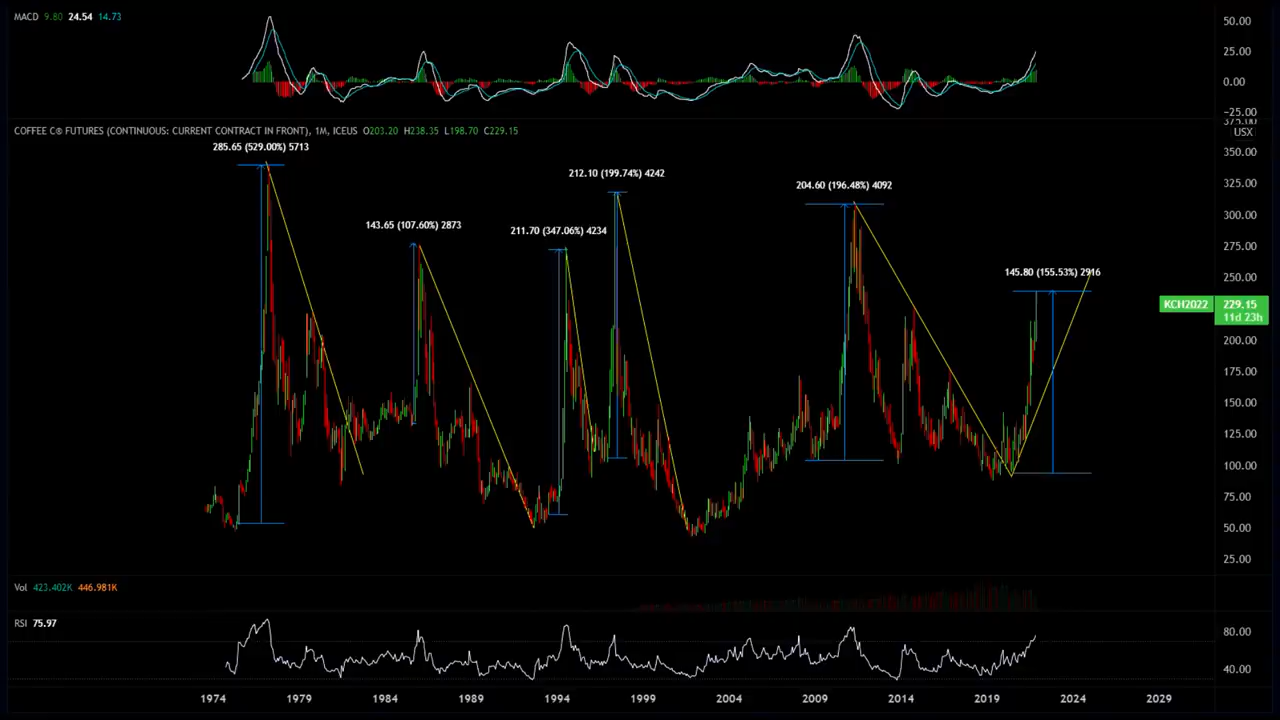 MACD 9.80 24.54 14.73
50.00
25.00
0.00
−25.00
375.00
COFFEE C® FUTURES (CONTINUOUS: CURRENT CONTRACT IN FRONT), 1M, ICEUS O203.20 H238.35 L198.70 C229.15
USX
285.65 (529.00%) 5713
350.00
212.10 (199.74%) 4242
204.60 (196.48%) 4092
325.00
143.65 (107.60%) 2873
211.70 (347.06%) 4234
300.00
275.00
145.80 (155.53%) 2916
250.00
KCH2022 229.15
11d 23h
200.00
175.00
150.00
125.00
100.00
75.00
50.00
25.00
Vol 423.402K 446.981K
RSI 75.97
80.00
40.00
1974 1979 1984 1989 1994 1999 2004 2009 2014 2019 2024 2029